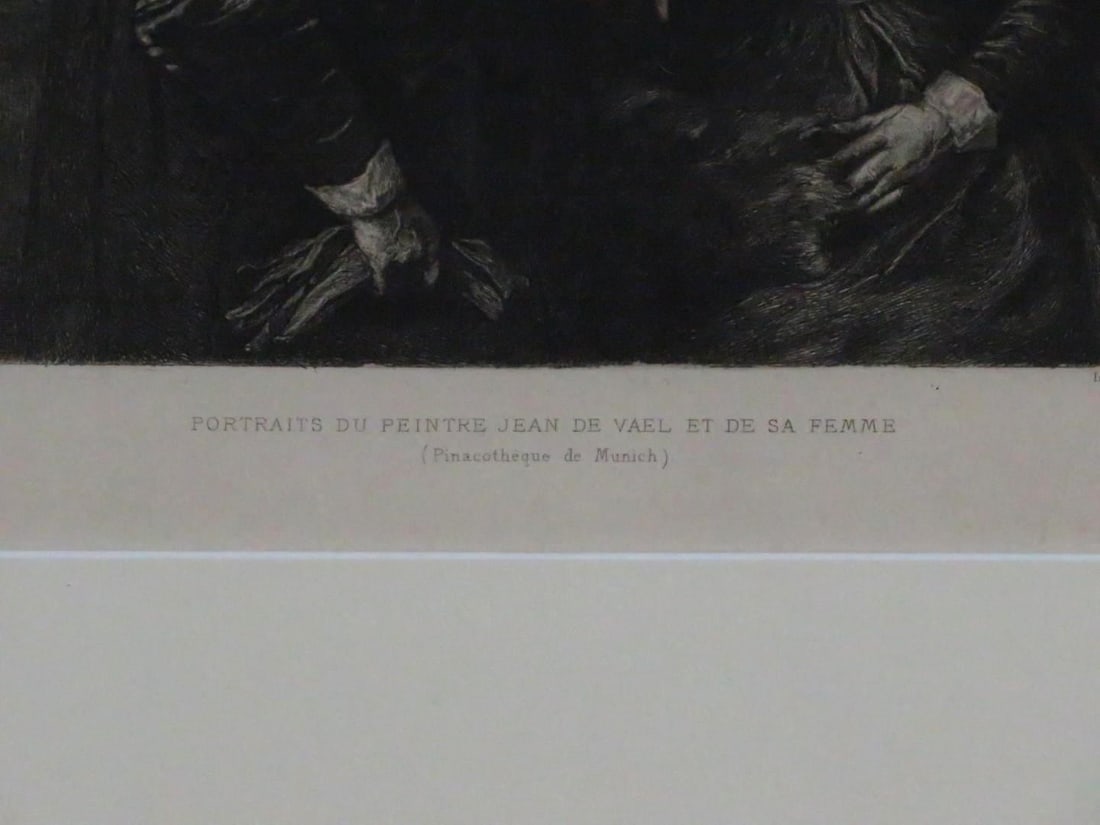 PORTRAITS DU PEINTRE JEAN DE VAEL ET DE SA FEMME
(Pinacothèque de Munich)